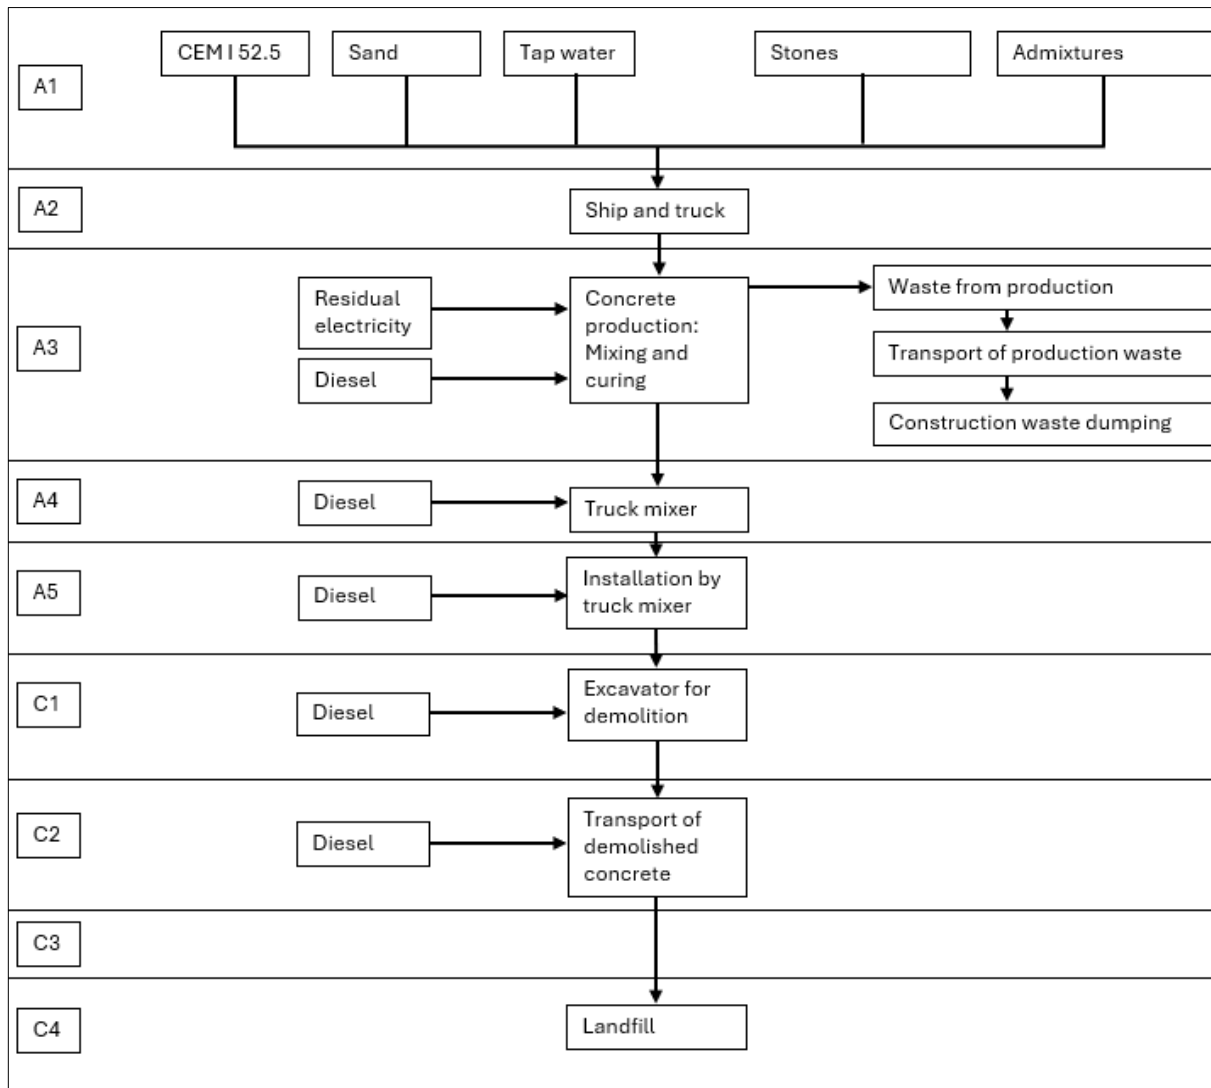 A1
CEM I 52.5
Sand
Tap water
Stones
Admixtures
A2
Ship and truck
A3
Residual
electricity
Diesel
Concrete
production:
Mixing and
curing
Waste from production
Transport of production waste
Construction waste dumping
A4
Diesel
Truck mixer
A5
Diesel
Installation by
truck mixer
C1
Diesel
Excavator for
demolition
C2
Diesel
Transport of
demolished
concrete
C3
C4
Landfill